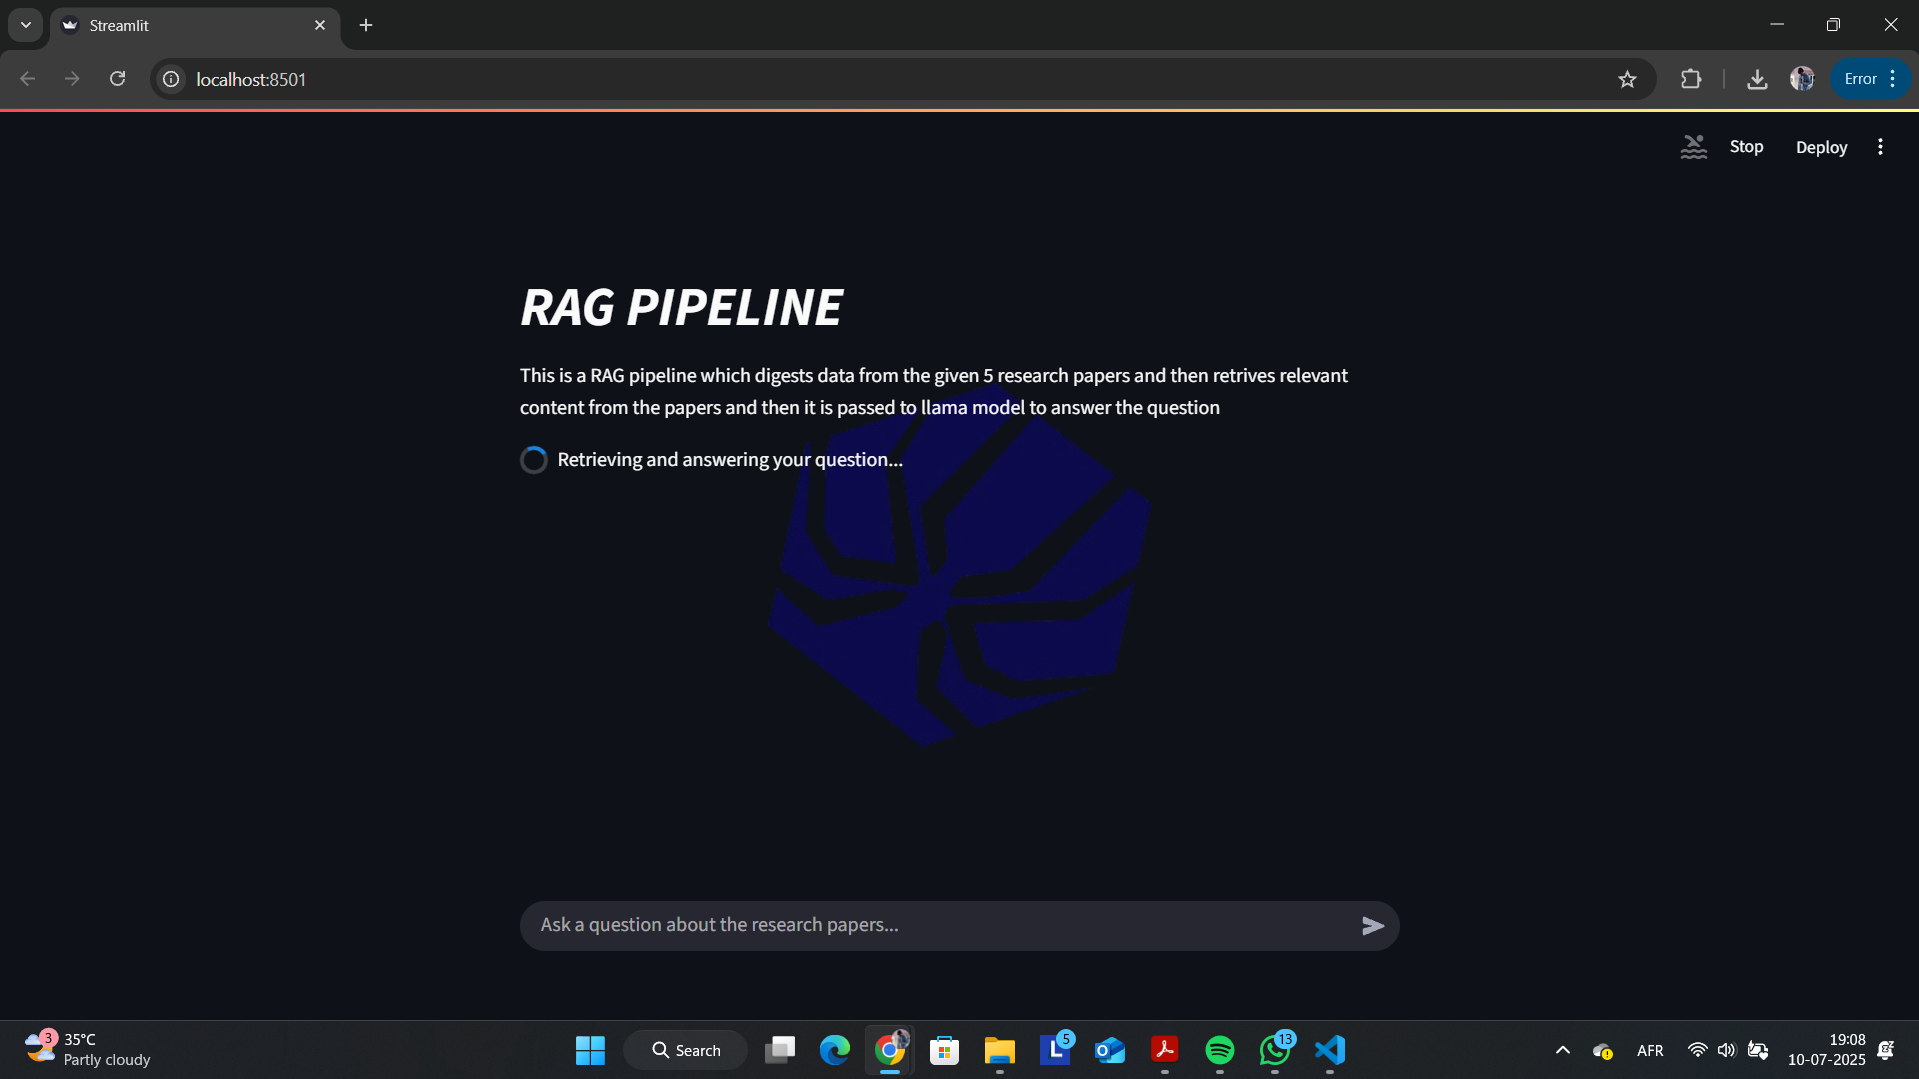 Streamlit
localhost:8501
Error
Stop
Deploy
RAG PIPELINE
This is a RAG pipeline which digests data from the given 5 research papers and then retrives relevant
content from the papers and then it is passed to llama model to answer the question
Retrieving and answering your question...
Ask a question about the research papers...
3
35°C
Partly cloudy
Search
L
5
13
AFR
19:08
10-07-2025